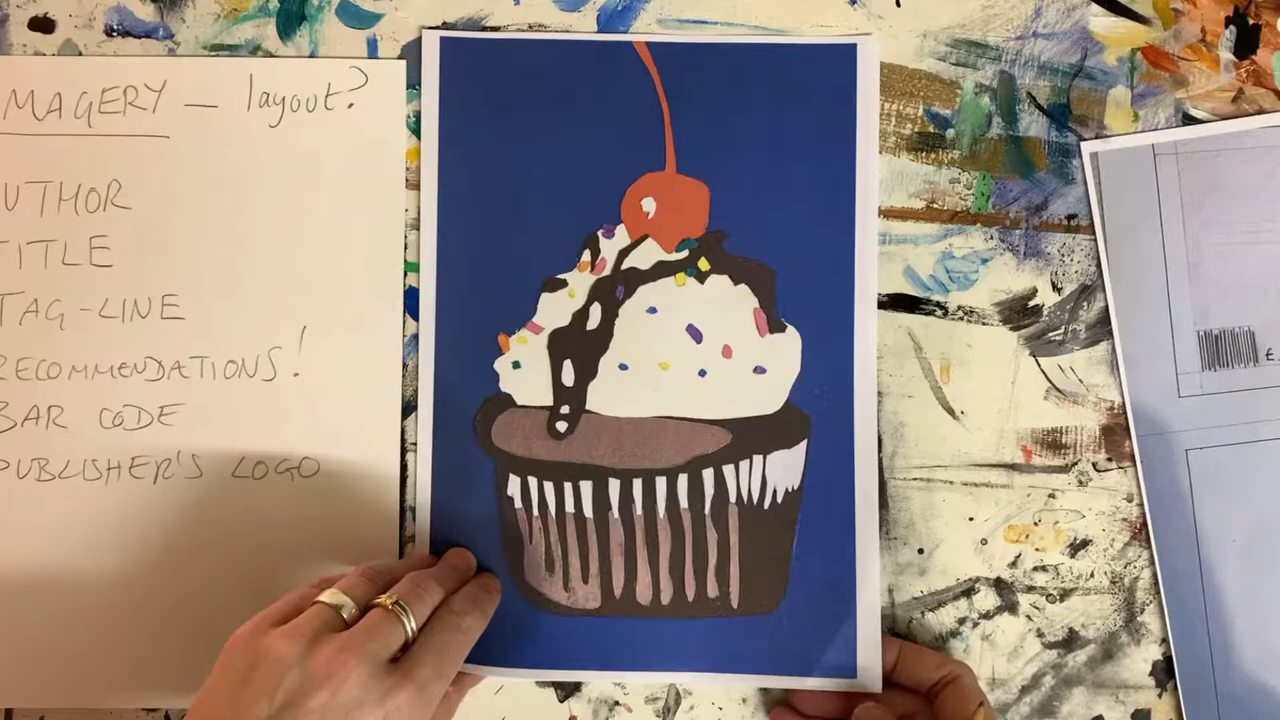 MAGERY — layout?
UTHOR
TITLE
TAG-LINE
RECOMMENDATIONS!
BAR CODE
PUBLISHER'S LOGO
£